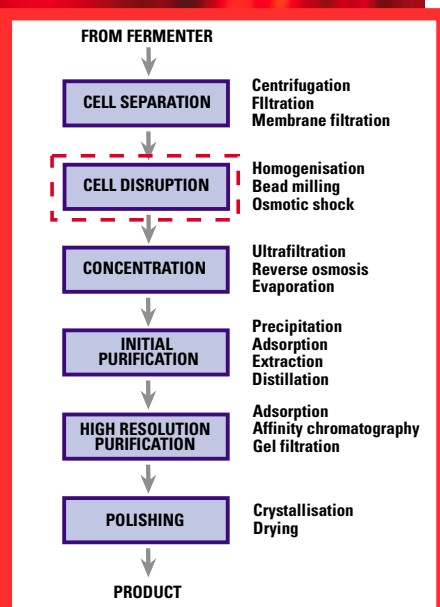 FROM FERMENTER
CELL SEPARATION
Centrifugation
FIltration
Membrane filtration
CELL DISRUPTION
Homogenisation
Bead milling
Osmotic shock
CONCENTRATION
Ultrafiltration
Reverse osmosis
Evaporation
INITIAL
PURIFICATION
Precipitation
Adsorption
Extraction
Distillation
HIGH RESOLUTION
PURIFICATION
Adsorption
Affinity chromatography
Gel filtration
POLISHING
Crystallisation
Drying
PRODUCT